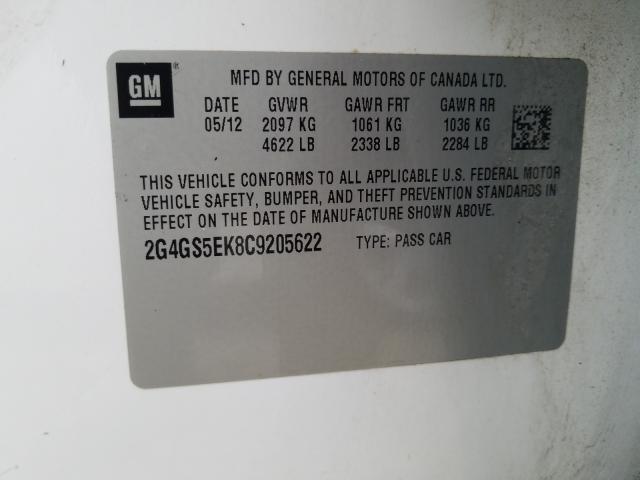 GM
MFD BY GENERAL MOTORS OF CANADA LTD.
DATE GVWR GAWR FRT GAWR RR
05/12 2097 KG 1061 KG 1036 KG
4622 LB 2338 LB 2284 LB
THIS VEHICLE CONFORMS TO ALL APPLICABLE U.S. FEDERAL MOTOR
VEHICLE SAFETY, BUMPER, AND THEFT PREVENTION STANDARDS IN
EFFECT ON THE DATE OF MANUFACTURE SHOWN ABOVE.
2G4GS5EK8C9205622 TYPE: PASS CAR